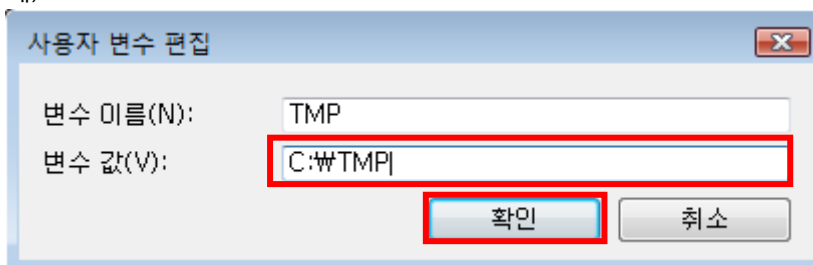 사용자 변수 편집
변수 이름(N):
TMP
변수 값(V):
C:₩TMP
확인
취소